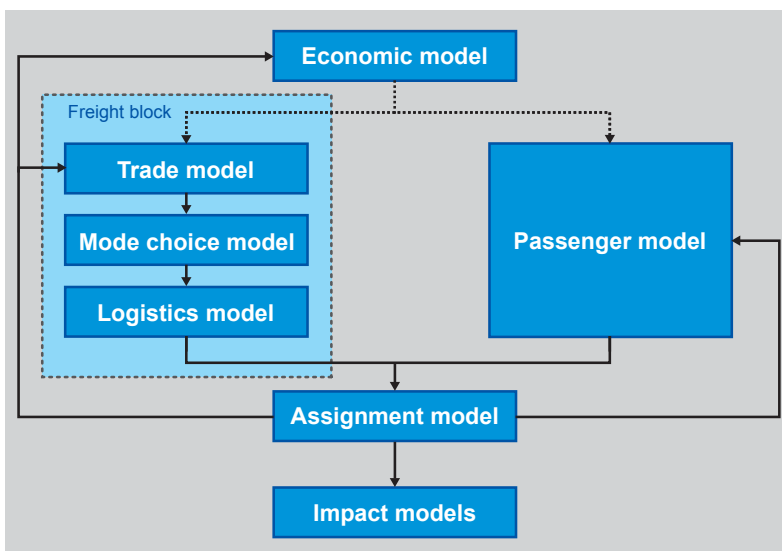 Economic model
Freight block
Trade model
Mode choice model
Logistics model
Passenger model
Assignment model
Impact models